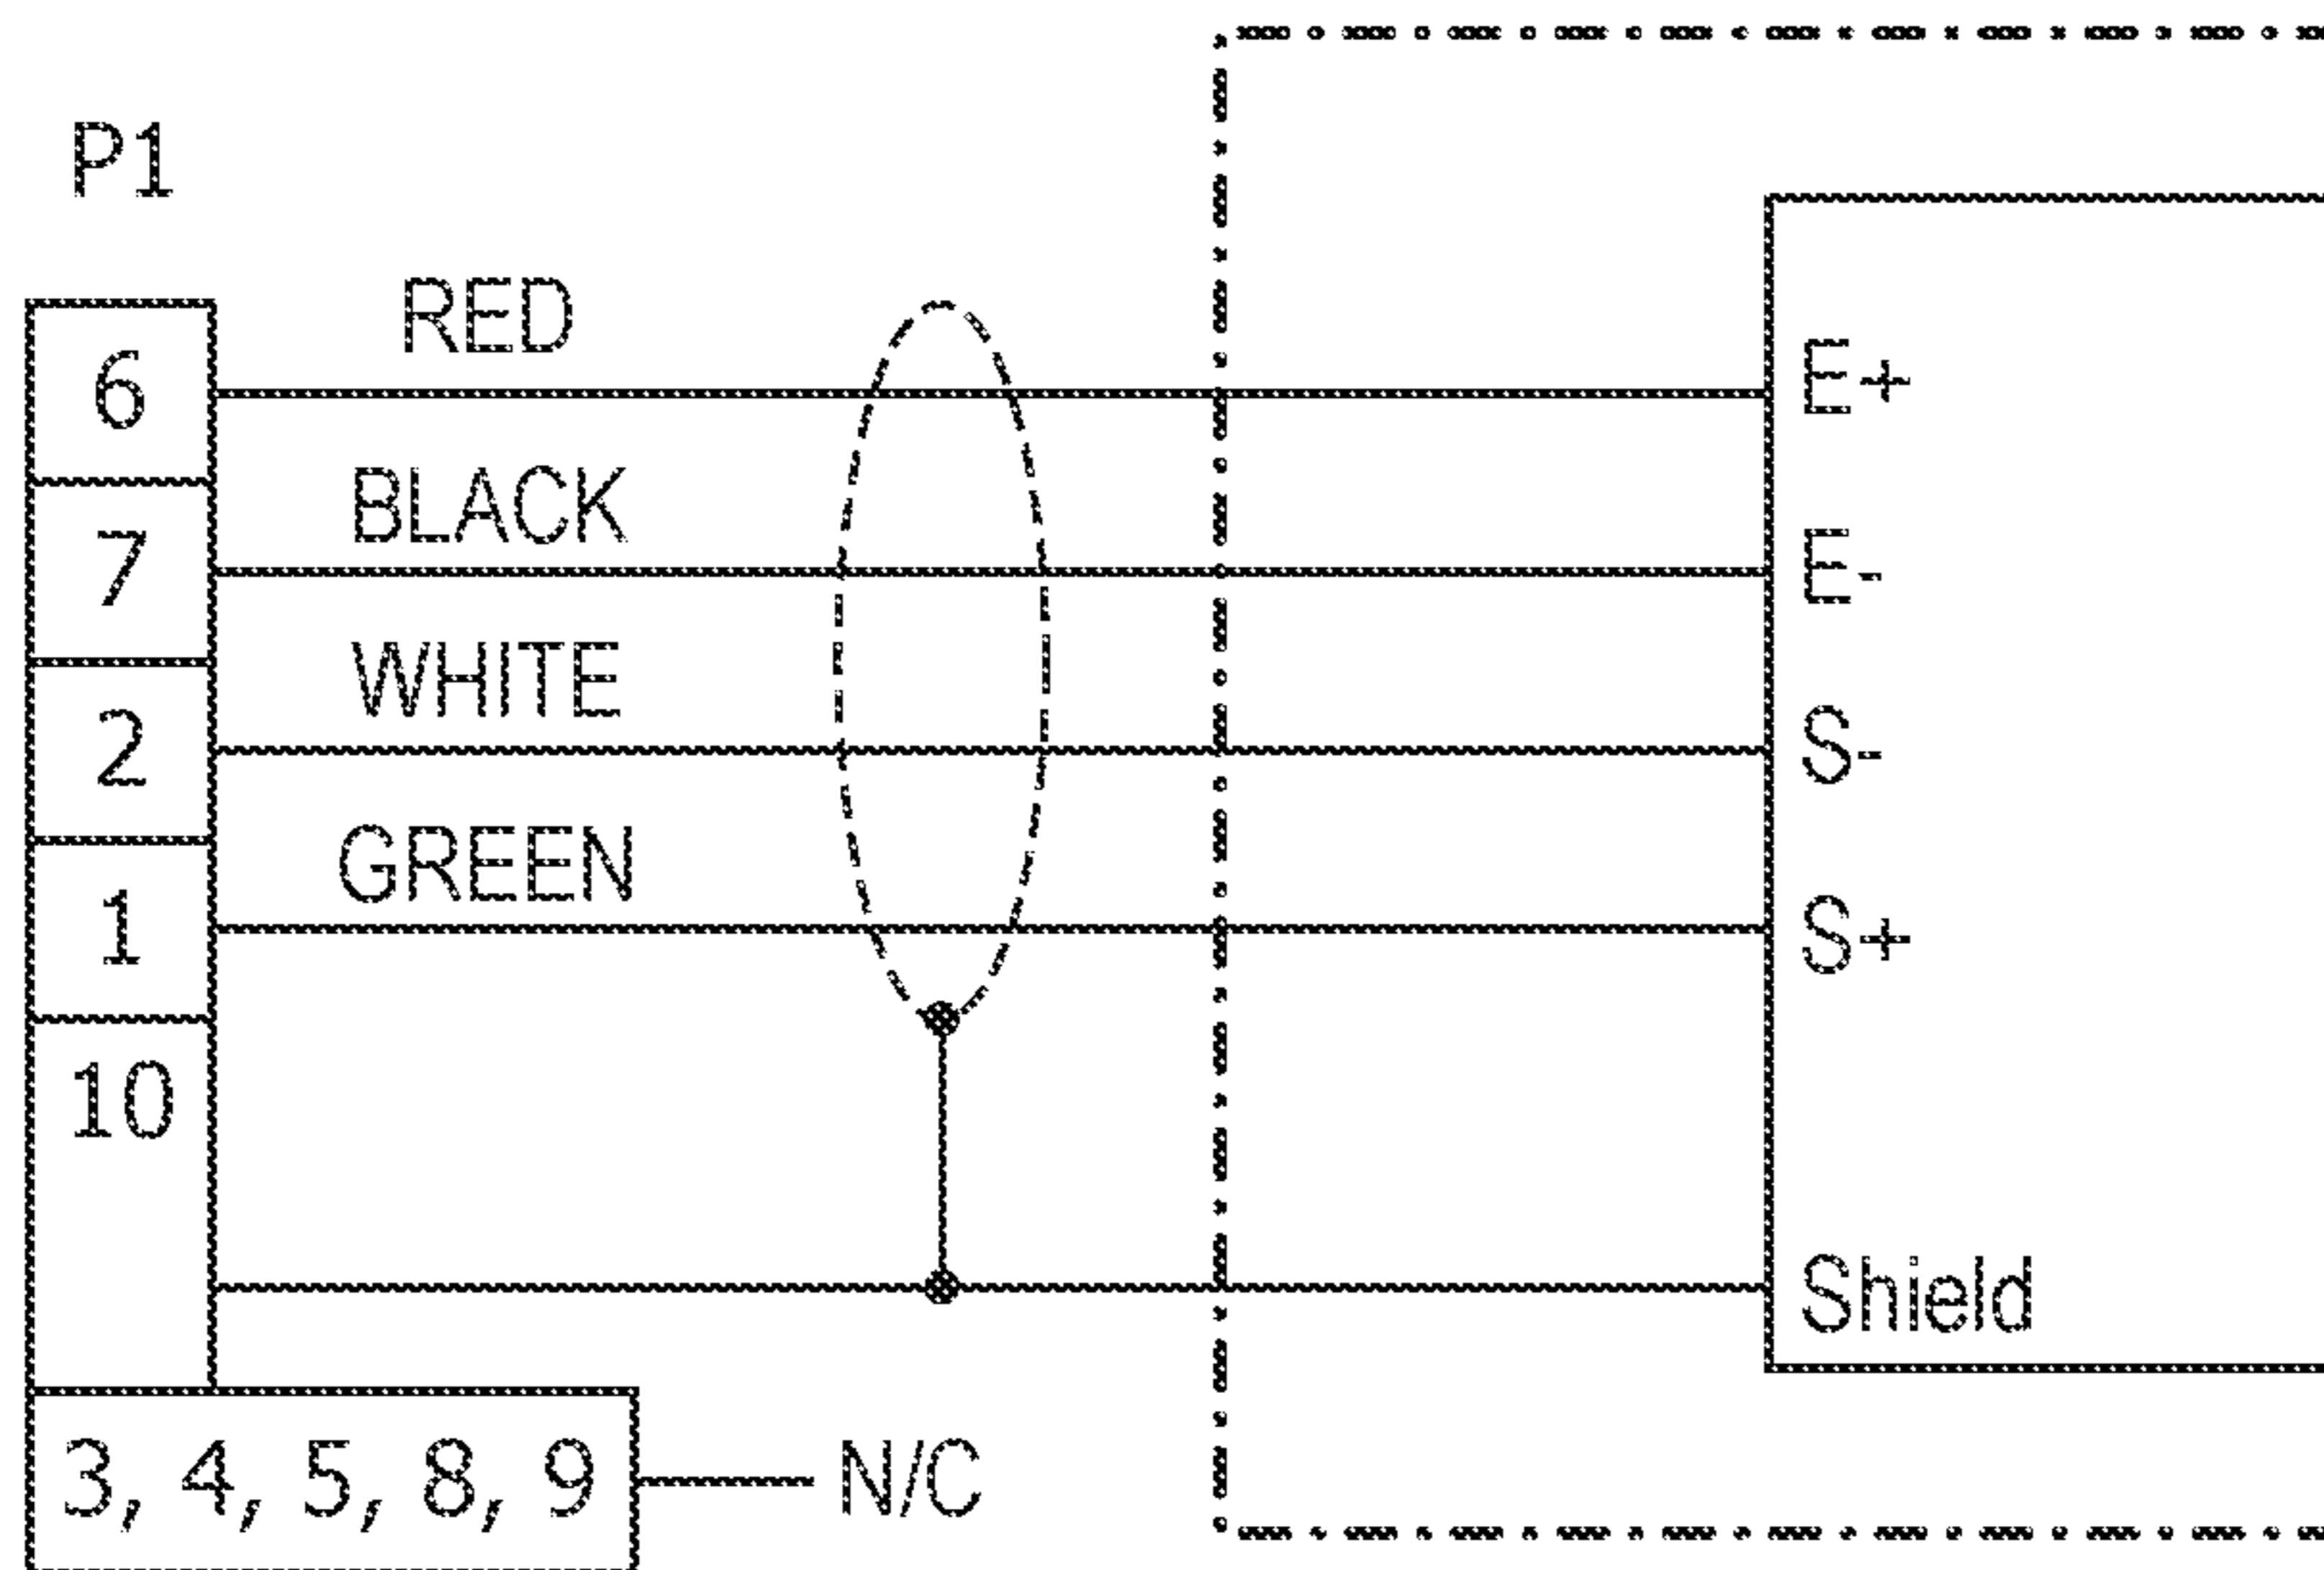 P1
RED
6
E+
BLACK
7
E-
WHITE
2
S-
GREEN
1
S+
10
Shield
3, 4, 5, 8, 9
N/C